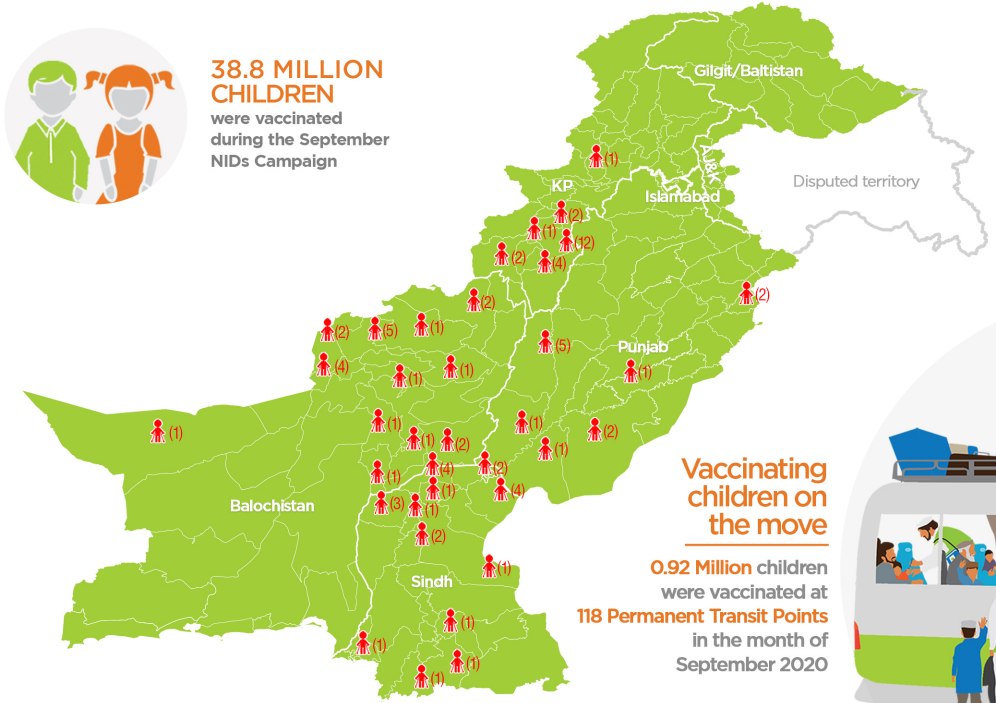 38.8 MILLION
CHILDREN
were vaccinated
during the September
NIDs Campaign
Gilgit/Baltistan
AJ&K
Disputed territory
(1)
KP
Islamabad
(2)
(1)
(12)
(2)
(4)
(2)
(2)
(2)
(5)
(1)
(5)
Punjab
(4)
(1)
(1)
(1)
(1)
(1)
(1)
(2)
(1)
(1)
(2)
(1)
(4)
(2)
(1)
(1)
(4)
Balochistan
(3)
(1)
(2)
(1)
Sindh
(1)
(1)
(1)
(1)
Vaccinating
children on
the move
0.92 Million children
were vaccinated at
118 Permanent Transit Points
in the month of
September 2020